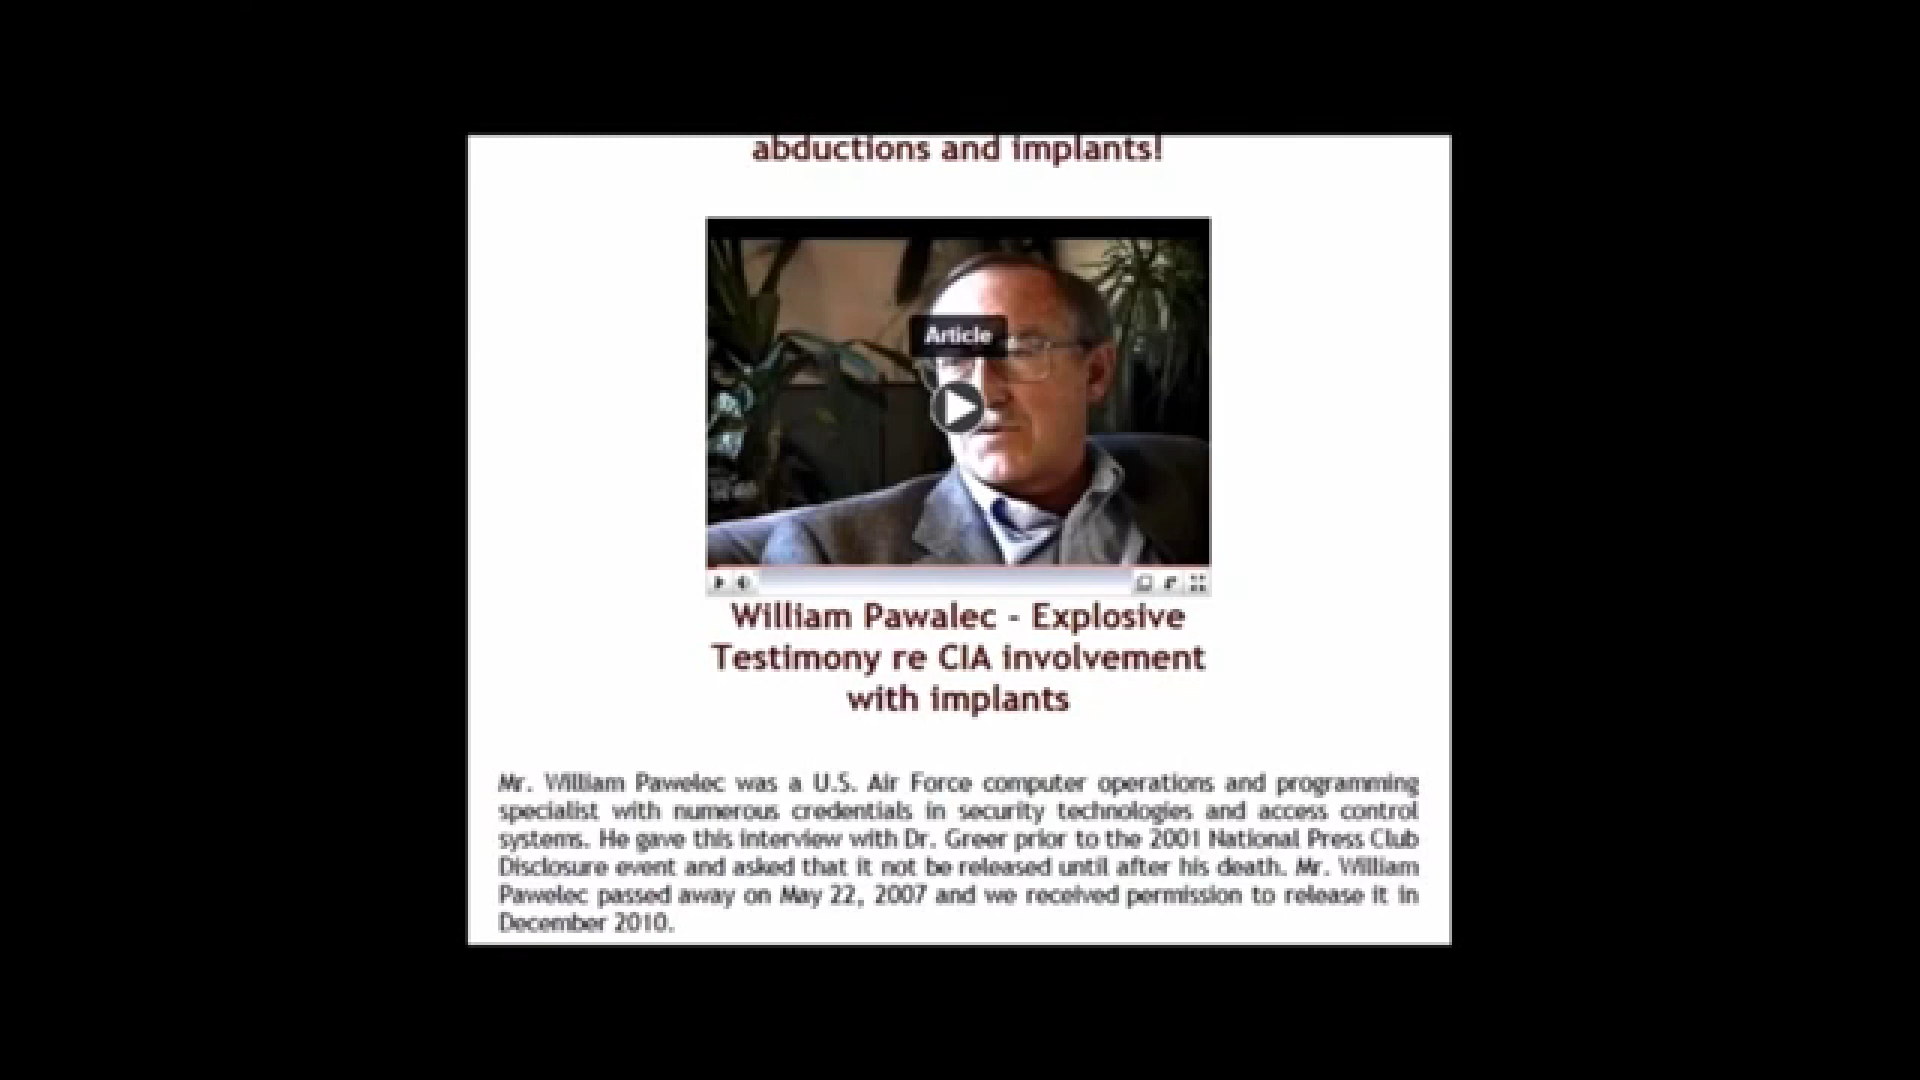 abductions and implants!
Article
William Pawalec - Explosive
Testimony re CIA involvement
with implants
Mr. William Pawelec was a U.S. Air Force computer operations and programming
specialist with numerous credentials in security technologies and access control
systems. He gave this interview with Dr. Greer prior to the 2001 National Press Club
Disclosure event and asked that it not be released until after his death. Mr. William
Pawelec passed away on May 22, 2007 and we received permission to release it in
December 2010.